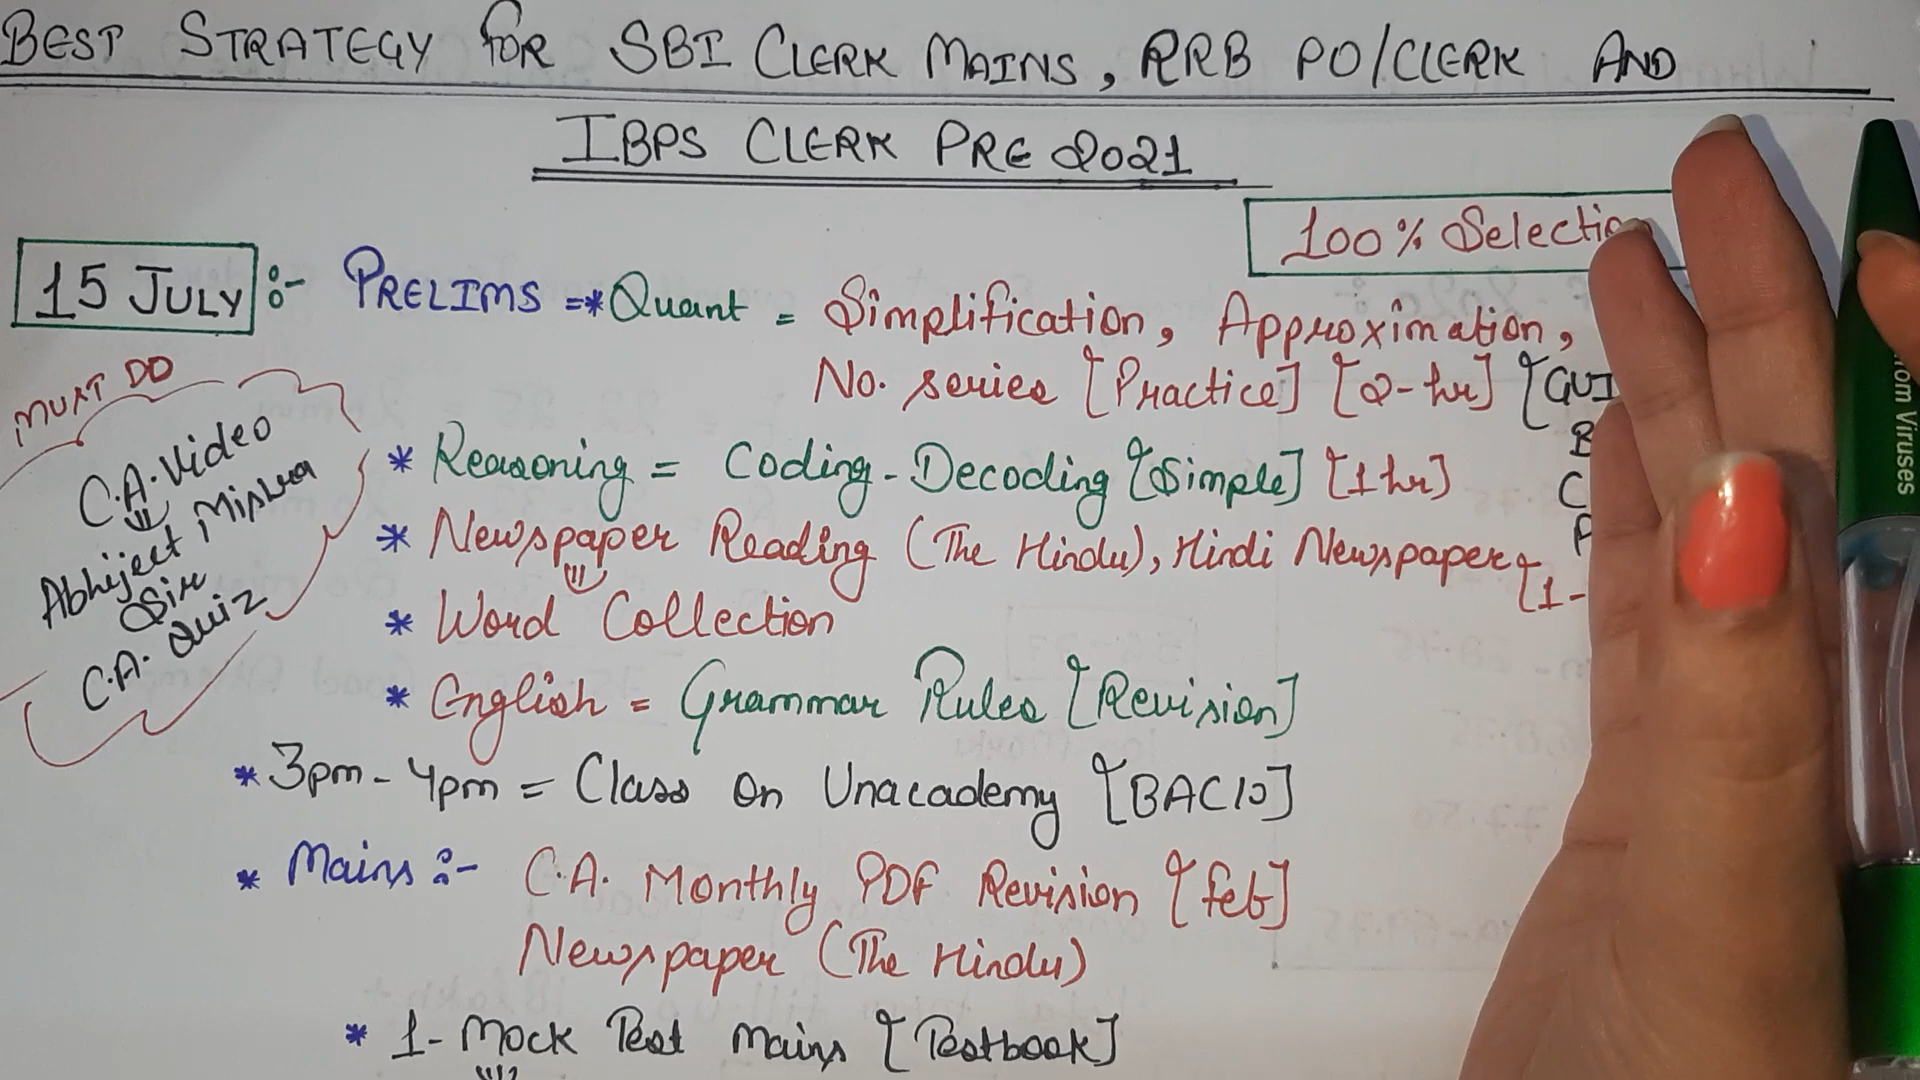 BEST STRATEGY FOR SBI CLERK MAINS, RRB PO/CLERK AND
IBPS CLERK PRE 2021
100% Selectio
15 JULY :- PRELIMS =* Quant = Simplification, Approximation,
No. series [Practice] [2-hr] [
* Reasoning = Coding-Decoding [Simple] [1 hr]
* Newspaper Reading (The Hindu), Hindi Newspaper [1-
* Word Collection
* English = Grammar Rules [Revision]
MUST DO
C.A. Video
Abhijeet Mishra
Sir
C.A. Quiz
* 3pm - 4pm = Class on Unacademy [BAC10]
* Mains :- C.A. Monthly PDF Revision [Feb]
Newspaper (The Hindu)
* 1- Mock Test Mains [Testbook]
om Viruses